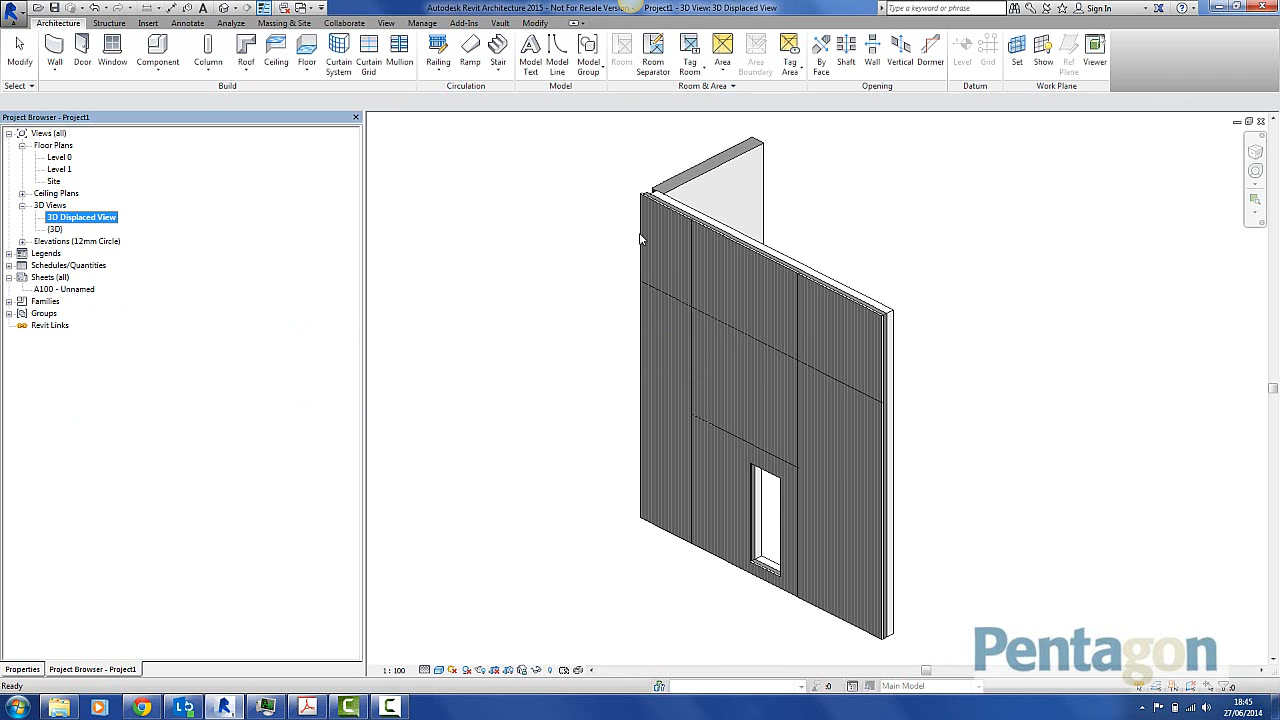 Autodesk Revit Architecture 2015 - Not For Resale Version - Project1 - 3D View: 3D Displaced View
Type a keyword or phrase
Sign In
Architecture Structure Insert Annotate Analyze Massing & Site Collaborate View Manage Add-Ins Vault Modify
Modify Wall Door Window Component Column Roof Ceiling Floor Curtain System Curtain Grid Mullion Railing Ramp Stair Model Text Model Line Model Group Room Room Separator Tag Room Area Area Boundary Tag Area By Face Shaft Wall Vertical Dormer Level Grid Set Show Ref Plane Viewer
Select Build Circulation Model Room & Area Opening Datum Work Plane
Project Browser - Project1
Views (all)
Floor Plans
Level 0
Level 1
Site
Ceiling Plans
3D Views
3D Displaced View
{3D}
Elevations (12mm Circle)
Legends
Schedules/Quantities
Sheets (all)
A100 - Unnamed
Families
Groups
Revit Links
Pentagon
Properties Project Browser - Project1
1 : 100
Ready
:0
Main Model
:0
18:45
27/06/2014